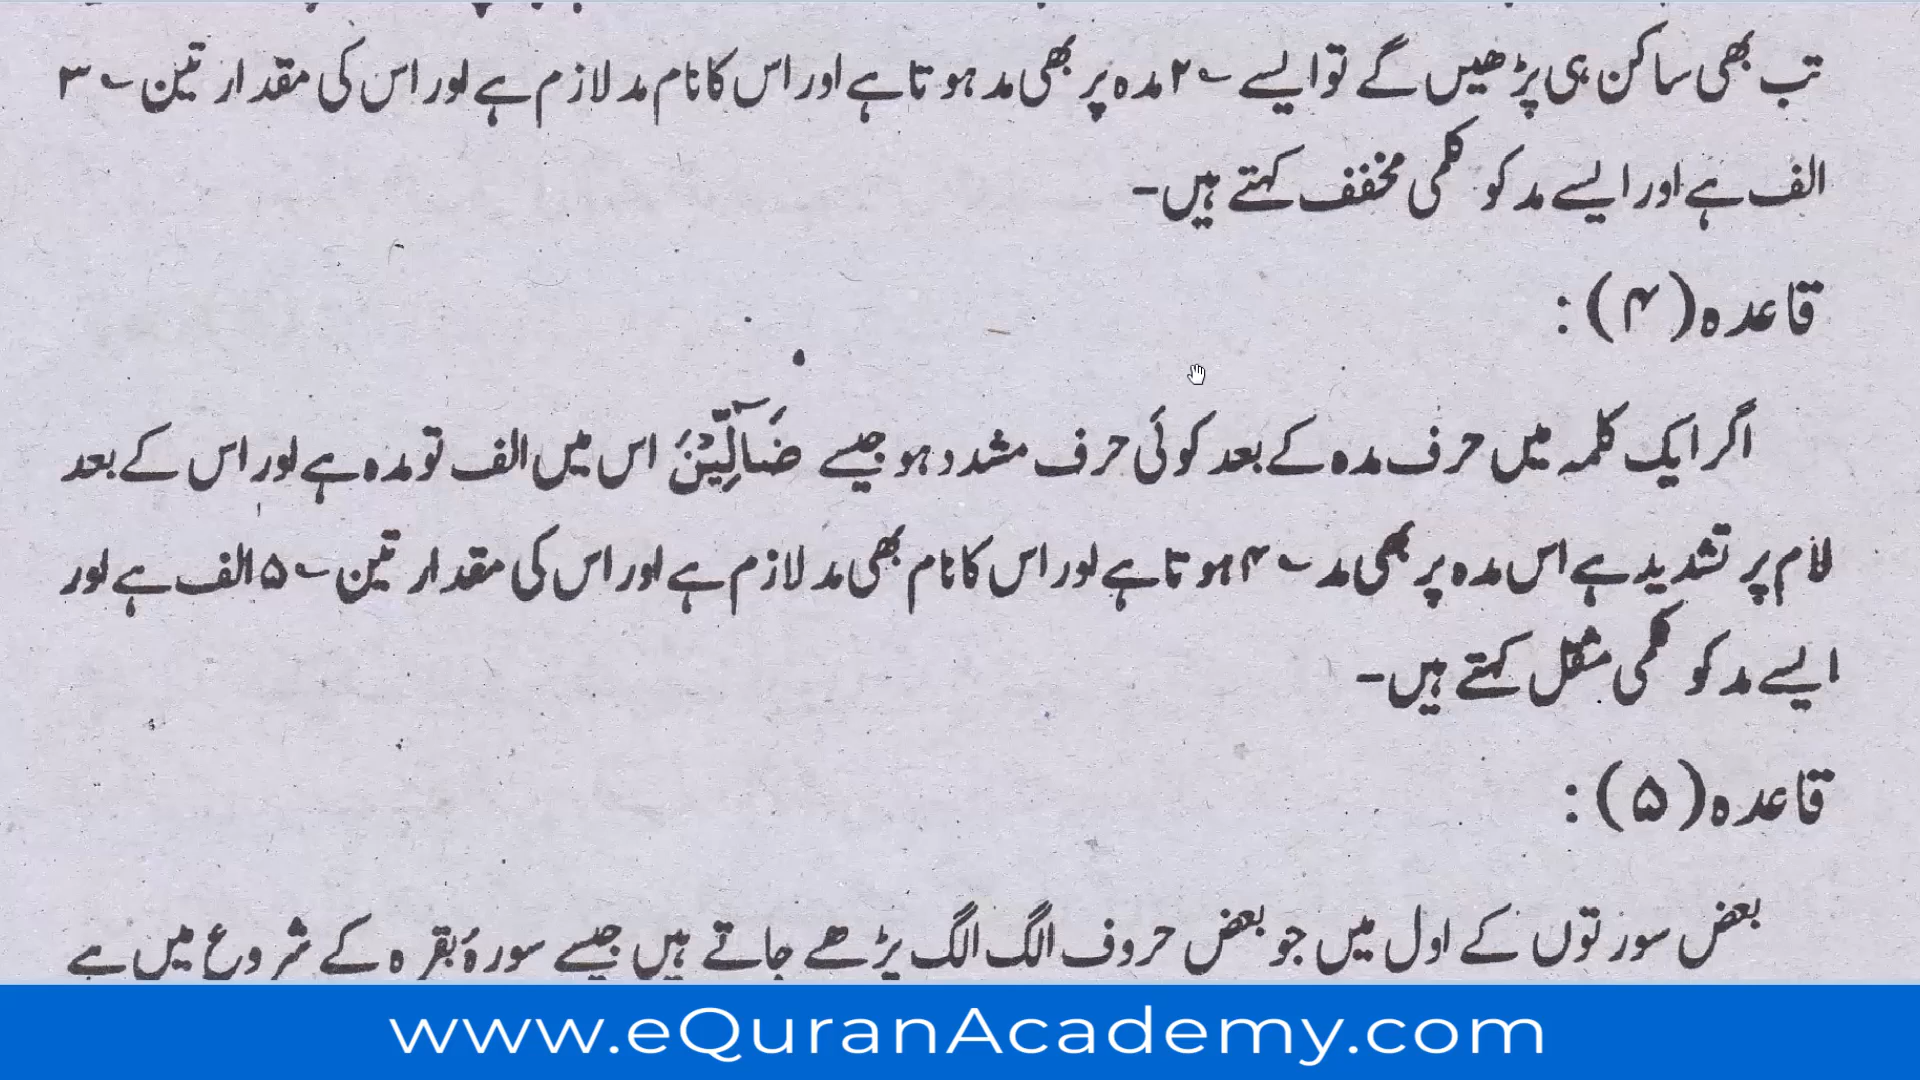 تب بھی ساکن ہی پڑھیں گے تو ایسے ؎۲ مدہ پر بھی مد ہوتا ہے اور اس کا نام مد لازم ہے اور اس کی مقدار تین ؎۳
الف ہے اور ایسے مد کو کلمی مخفف کہتے ہیں۔
قاعدہ (۴) :
اگر ایک کلمہ میں حرف مدہ کے بعد کوئی حرف مشدد ہو جیسے ضَآلِّیْنَ اس میں الف تو مدہ ہے اور اس کے بعد
لام پر تشدید ہے اس مدہ پر بھی مد ؎۴ ہوتا ہے اور اس کا نام بھی مد لازم ہے اور اس کی مقدار تین ؎۵ الف ہے اور
ایسے مد کو کلمی مثقل کہتے ہیں۔
قاعدہ (۵) :
بعض سورتوں کے اول میں جو بعض حروف الگ الگ پڑھے جاتے ہیں جیسے سورۂ بقرہ کے شروع میں ہے
www.eQuranAcademy.com